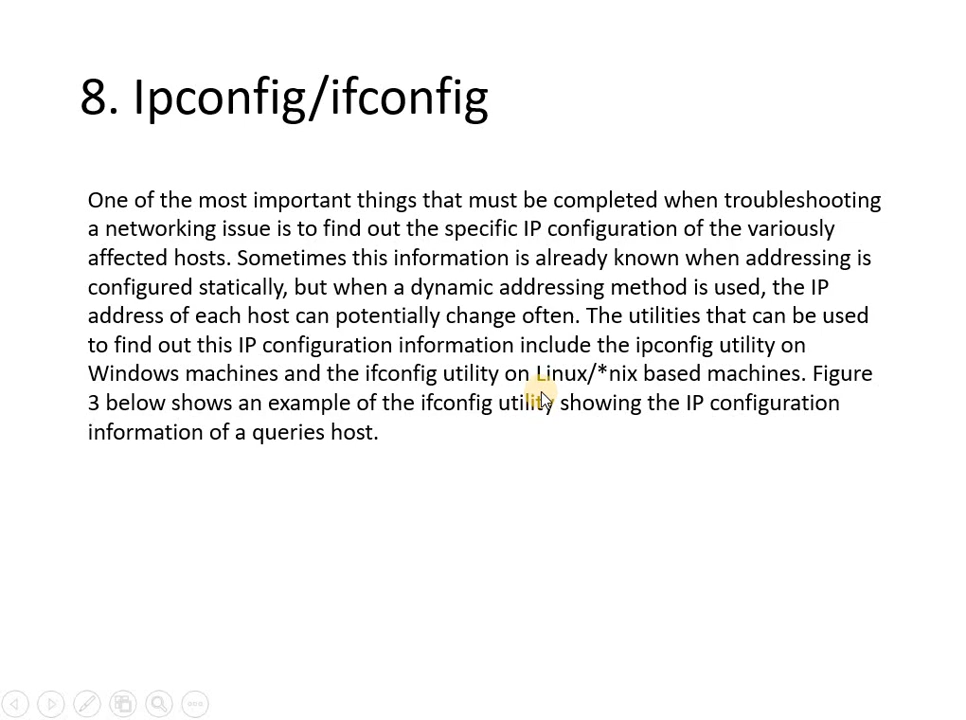 8. Ipconfig/ifconfig
One of the most important things that must be completed when troubleshooting
a networking issue is to find out the specific IP configuration of the variously
affected hosts. Sometimes this information is already known when addressing is
configured statically, but when a dynamic addressing method is used, the IP
address of each host can potentially change often. The utilities that can be used
to find out this IP configuration information include the ipconfig utility on
Windows machines and the ifconfig utility on Linux/*nix based machines. Figure
3 below shows an example of the ifconfig utility showing the IP configuration
information of a queries host.